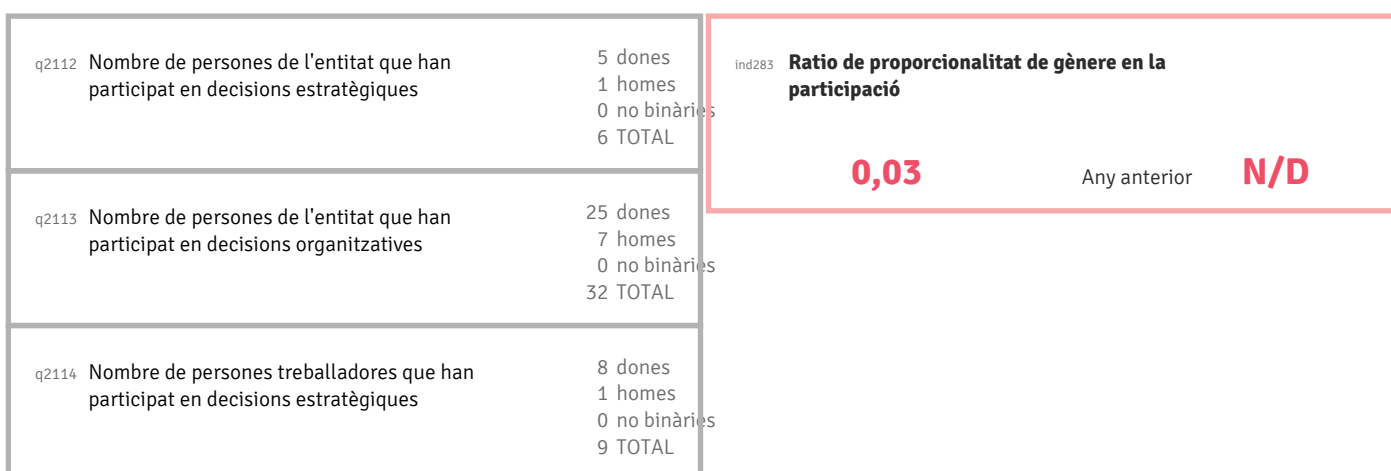 q2112 Nombre de persones de l'entitat que han
participat en decisions estratègiques
5 dones
1 homes
0 no binàries
6 TOTAL
q2113 Nombre de persones de l'entitat que han
participat en decisions organitzatives
25 dones
7 homes
0 no binàries
32 TOTAL
q2114 Nombre de persones treballadores que han
participat en decisions estratègiques
8 dones
1 homes
0 no binàries
9 TOTAL
ind283 Ratio de proporcionalitat de gènere en la
participació
0,03 Any anterior N/D